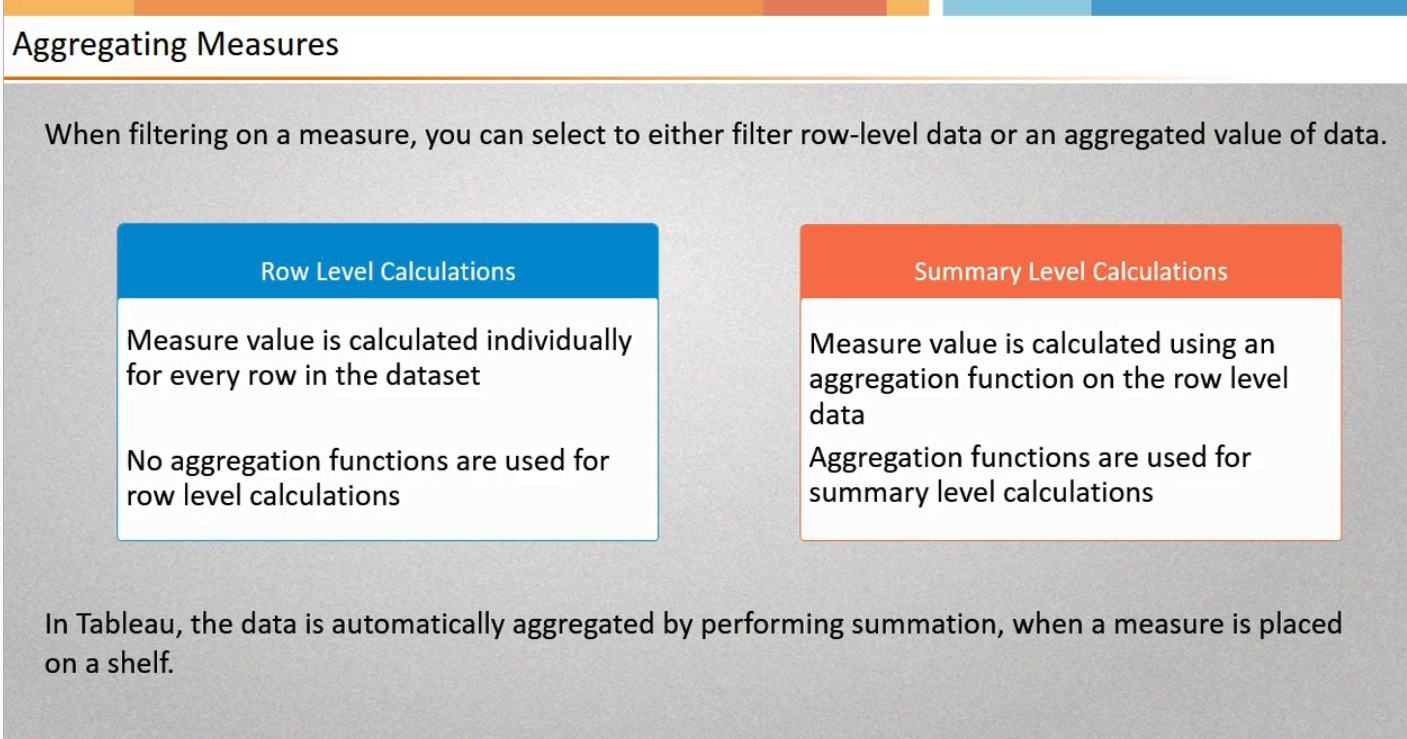 Aggregating Measures
When filtering on a measure, you can select to either filter row-level data or an aggregated value of data.
Row Level Calculations
Measure value is calculated individually
for every row in the dataset
No aggregation functions are used for
row level calculations
Summary Level Calculations
Measure value is calculated using an
aggregation function on the row level
data
Aggregation functions are used for
summary level calculations
In Tableau, the data is automatically aggregated by performing summation, when a measure is placed
on a shelf.